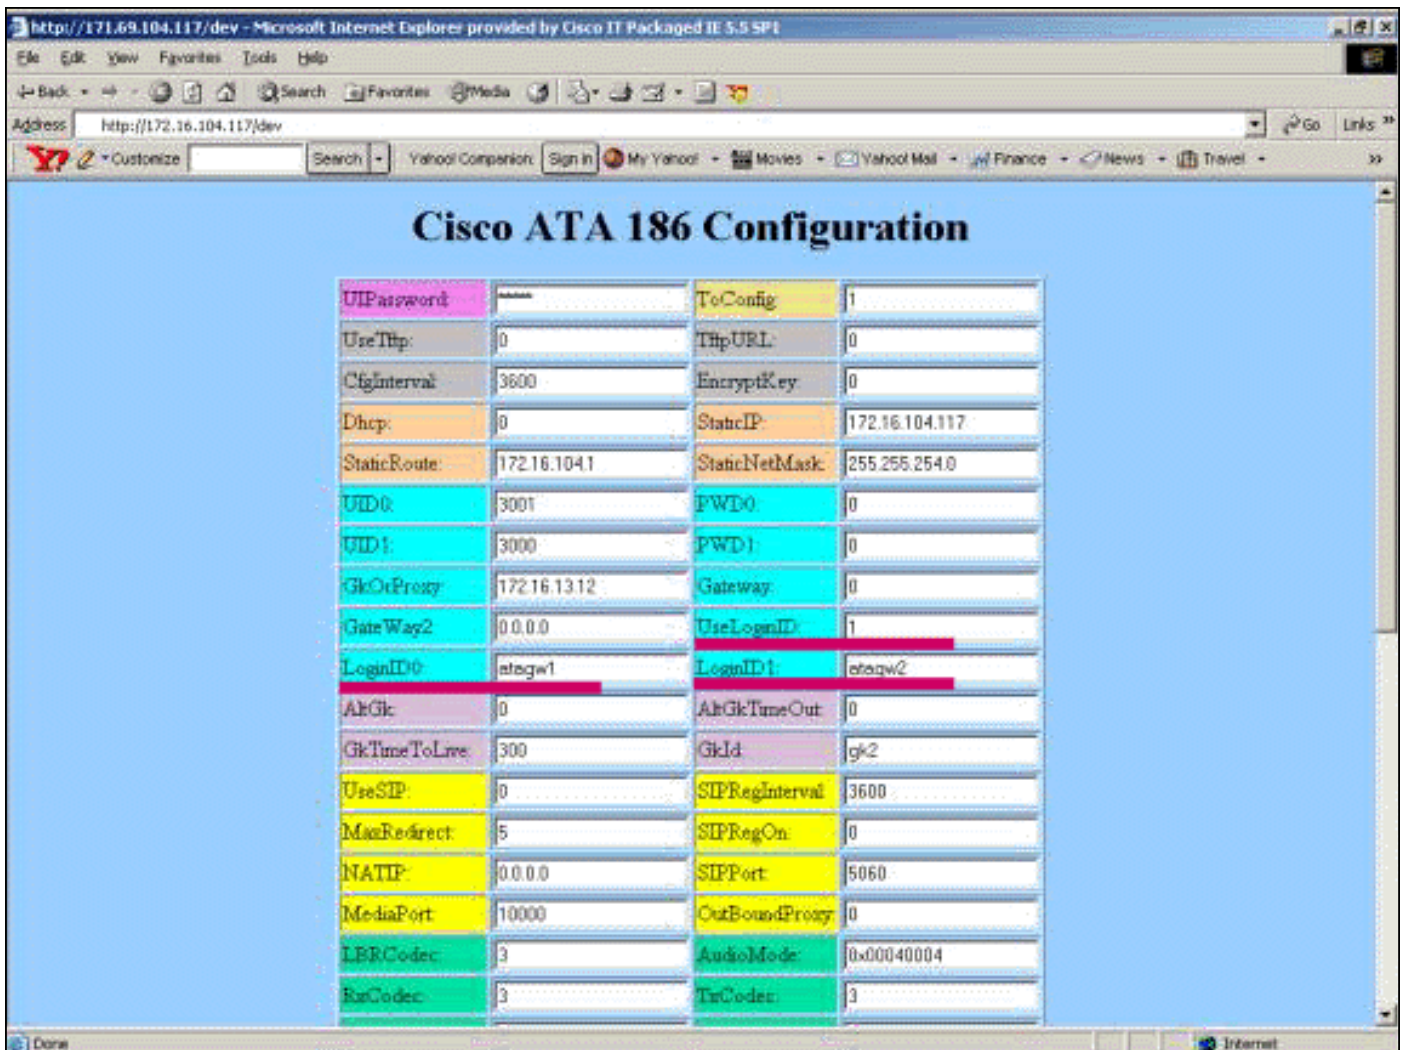 http://171.69.104.117/dev - Microsoft Internet Explorer provided by Cisco IT Packaged IE 5.5 SP1
File Edit View Favorites Tools Help
Back Search Favorites Media
Address http://172.16.104.117/dev Go Links »
Y! Customize Search Yahoo! Companion: Sign in My Yahoo! Movies Yahoo! Mail Finance News Travel »
Cisco ATA 186 Configuration
UIPassword: ***** ToConfig: 1
UseTftp: 0 TftpURL: 0
CfgInterval: 3600 EncryptKey: 0
Dhcp: 0 StaticIP: 172.16.104.117
StaticRoute: 172.16.104.1 StaticNetMask: 255.255.254.0
UID0: 3001 PWD0: 0
UID1: 3000 PWD1: 0
GkOrProxy: 172.16.13.12 Gateway: 0
GateWay2: 0.0.0.0 UseLoginID: 1
LoginID0: atagw1 LoginID1: atagw2
AltGk: 0 AltGkTimeOut: 0
GkTimeToLive: 300 GkId: gk2
UseSIP: 0 SIPRegInterval: 3600
MaxRedirect: 5 SIPRegOn: 0
NATIP: 0.0.0.0 SIPPort: 5060
MediaPort: 10000 OutBoundProxy: 0
LBRCodec: 3 AudioMode: 0x00040004
RxCodec: 3 TxCodec: 3
Done Internet